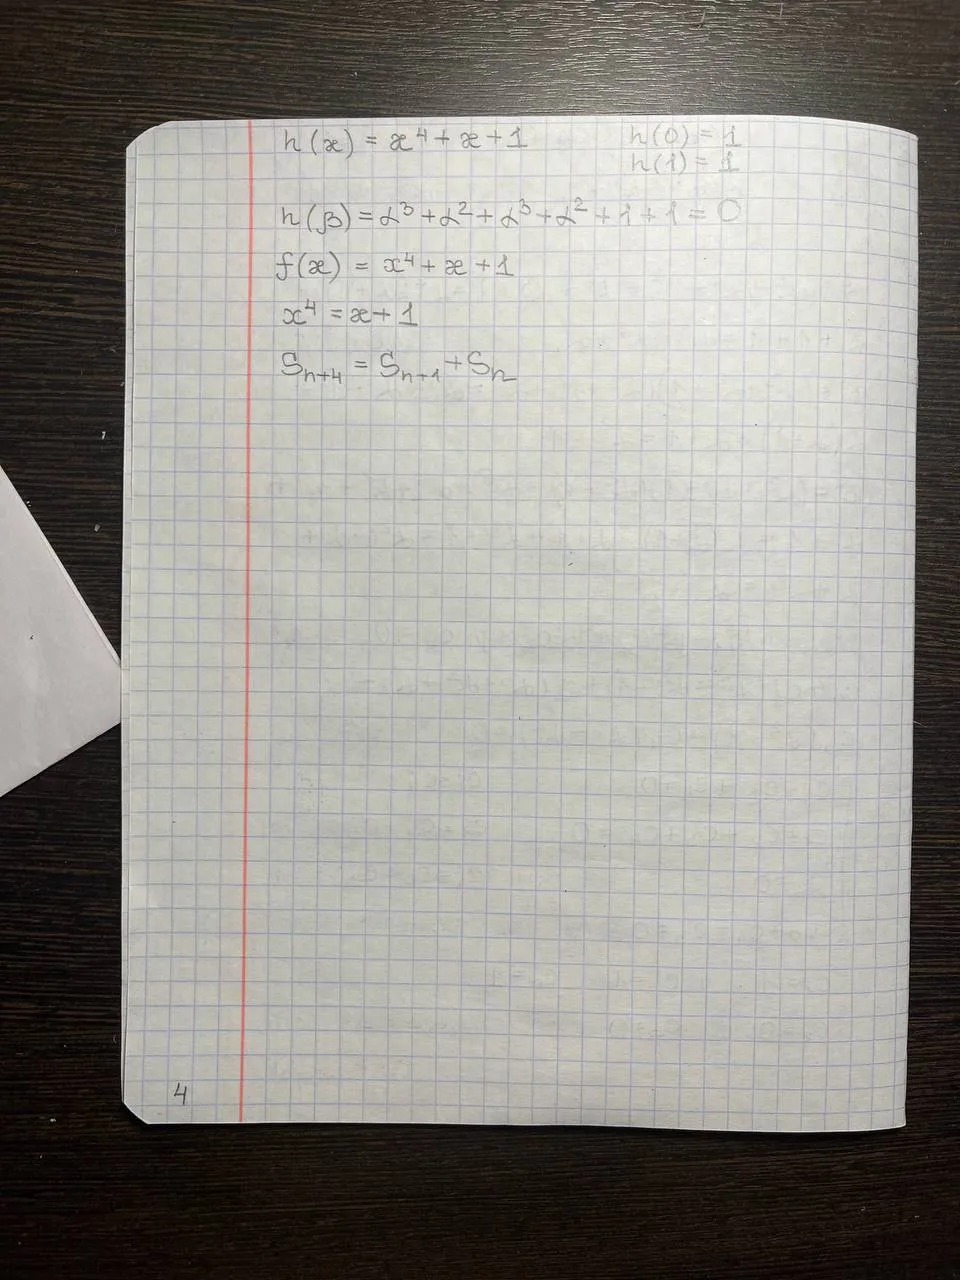 h(x) = x⁴ + x + 1
h(0) = 1
h(1) = 1
h(β) = α³ + α² + α³ + α² + 1 + 1 = 0
f(x) = x⁴ + x + 1
x⁴ = x + 1
Sₙ₊₄ = Sₙ₊₁ + Sₙ
4